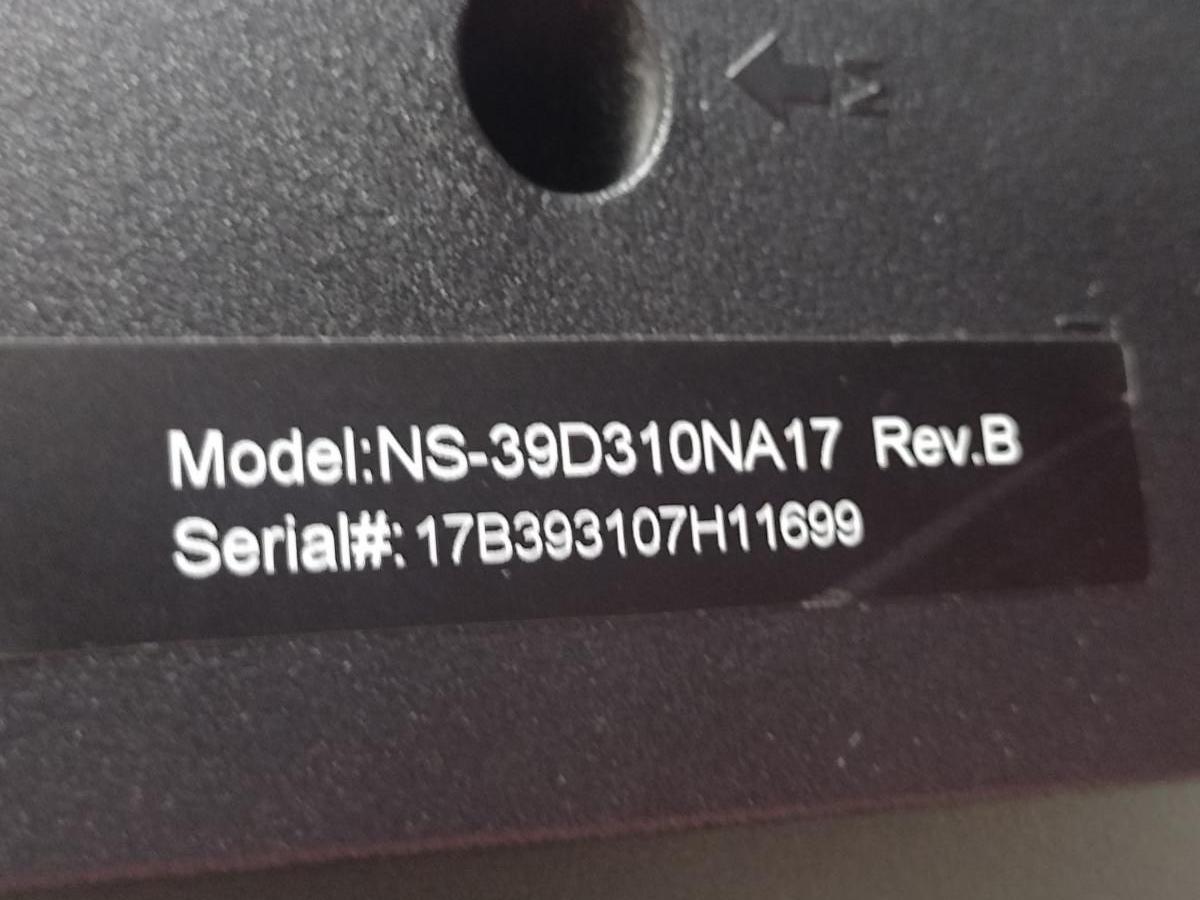 M
Model:NS-39D310NA17 Rev.B
Serial#: 17B393107H11699